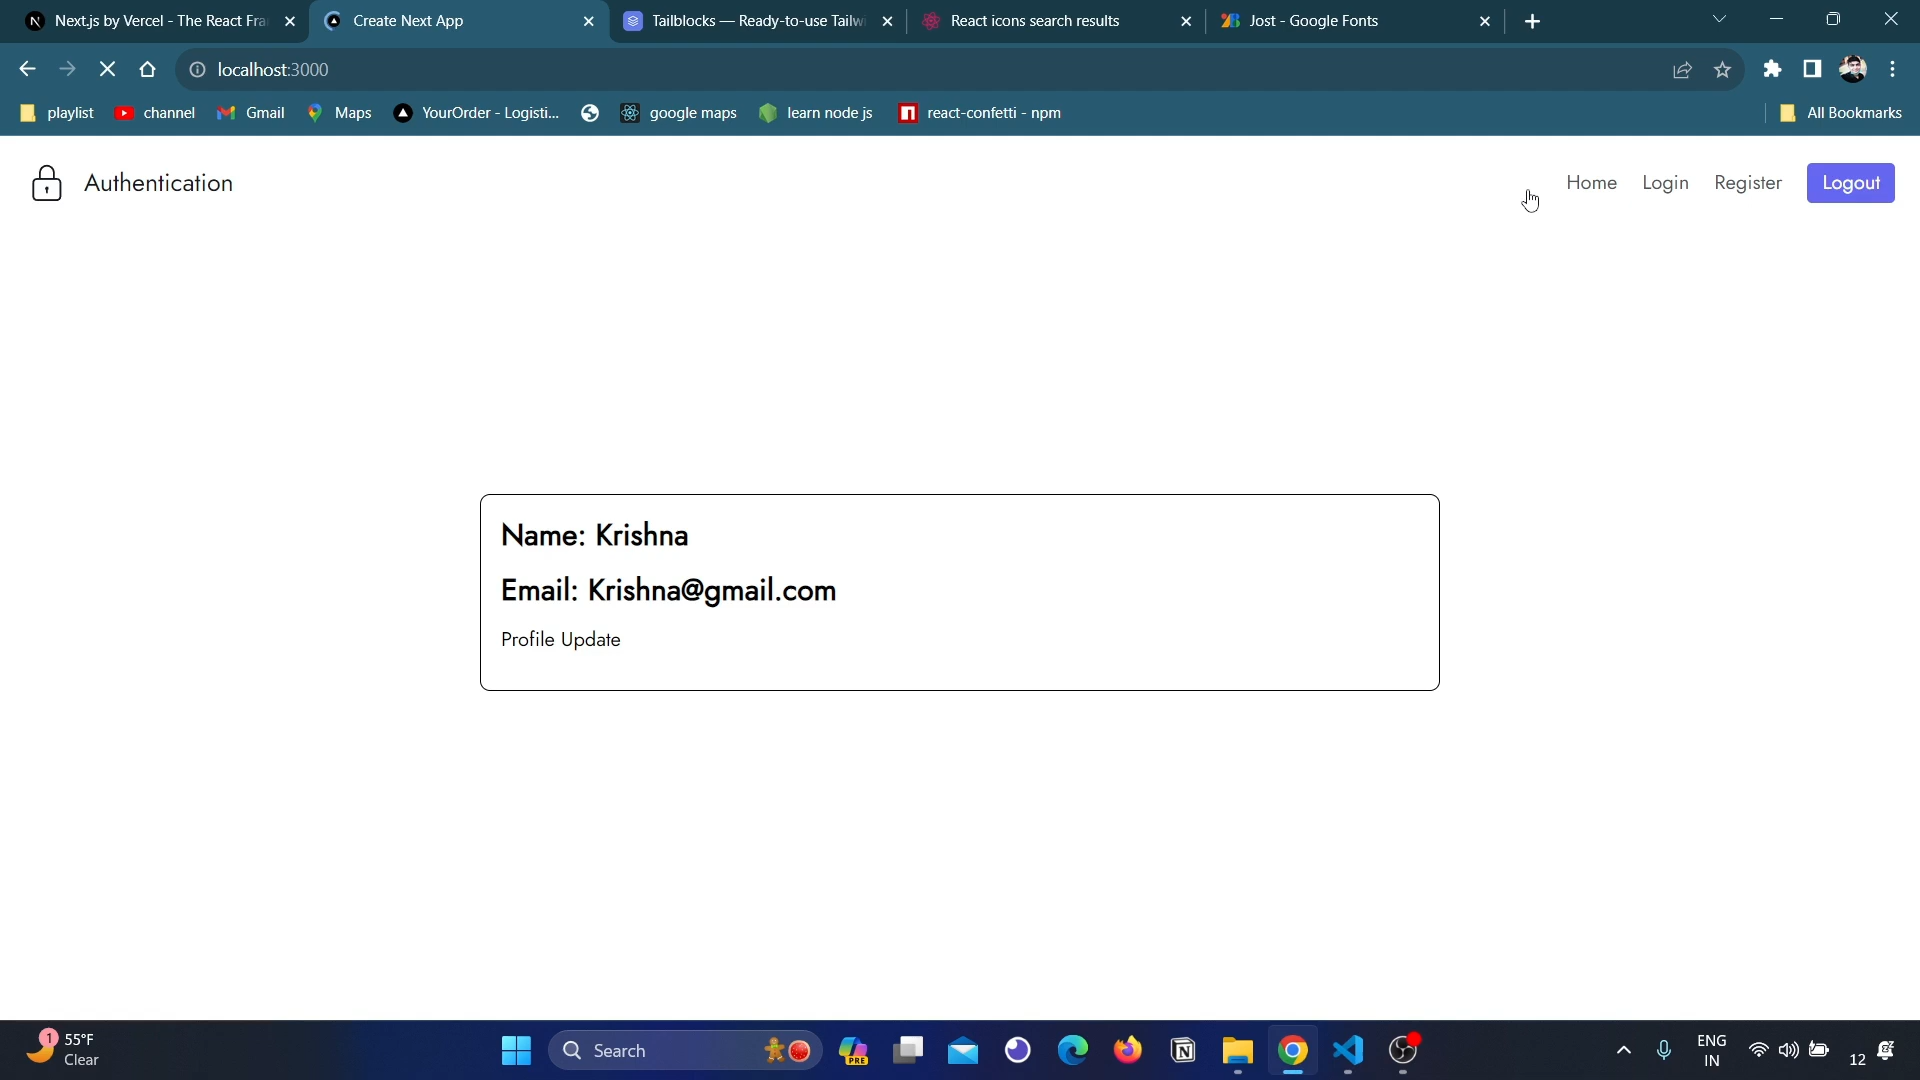 Next.js by Vercel - The React Fra
Create Next App
Tailblocks — Ready-to-use Tailw
React icons search results
Jost - Google Fonts
localhost:3000
playlist
channel
Gmail
Maps
YourOrder - Logisti...
google maps
learn node js
react-confetti - npm
All Bookmarks
Authentication
Home
Login
Register
Logout
Name: Krishna
Email: Krishna@gmail.com
Profile Update
1
55°F
Clear
Search
PRE
ENG
IN
12